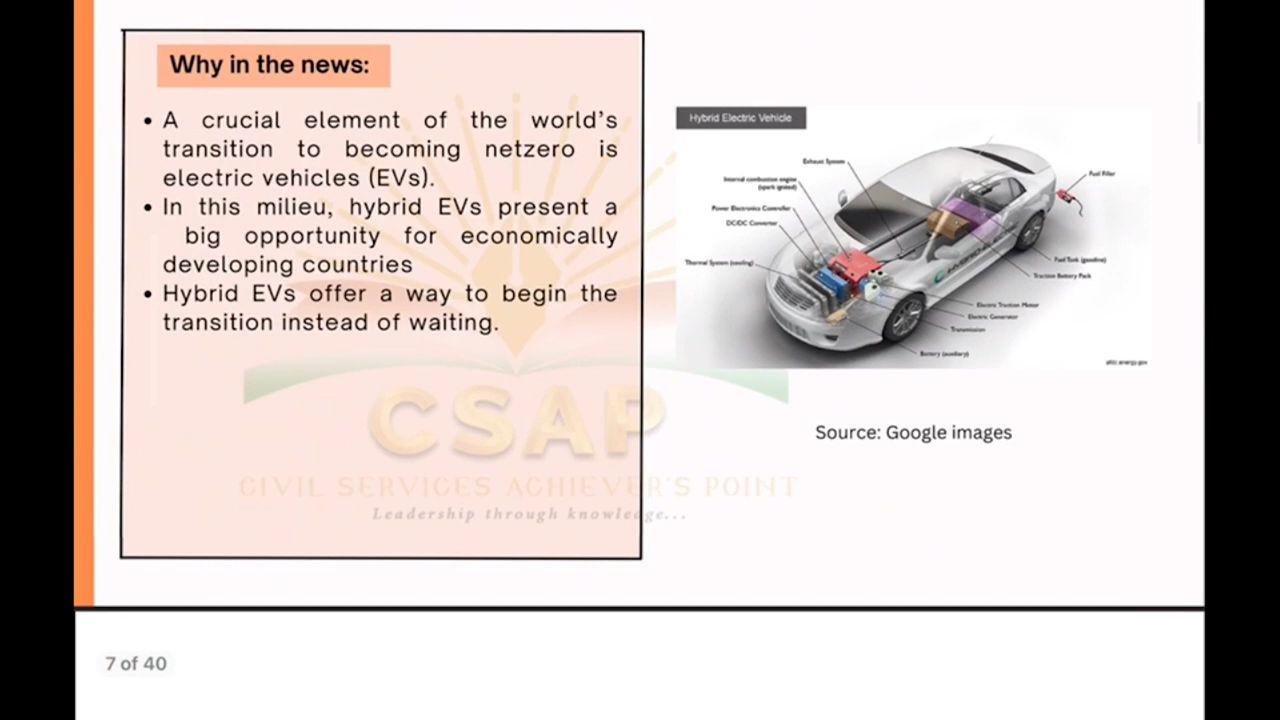 Why in the news:
• A crucial element of the world's
transition to becoming netzero is
electric vehicles (EVs).
• In this milieu, hybrid EVs present a
big opportunity for economically
developing countries
• Hybrid EVs offer a way to begin the
transition instead of waiting.
CSAP
CIVIL SERVICES ACHIEVER'S POINT
Leadership through knowledge...
Hybrid Electric Vehicle
Exhaust System
Internal combustion engine
(spark ignited)
Power Electronics Controller
DC/DC Converter
Thermal System (cooling)
Fuel Filler
Fuel Tank (gasoline)
Traction Battery Pack
Electric Traction Motor
Electric Generator
Transmission
Battery (auxiliary)
HYBRID
afdc.energy.gov
Source: Google images
7 of 40